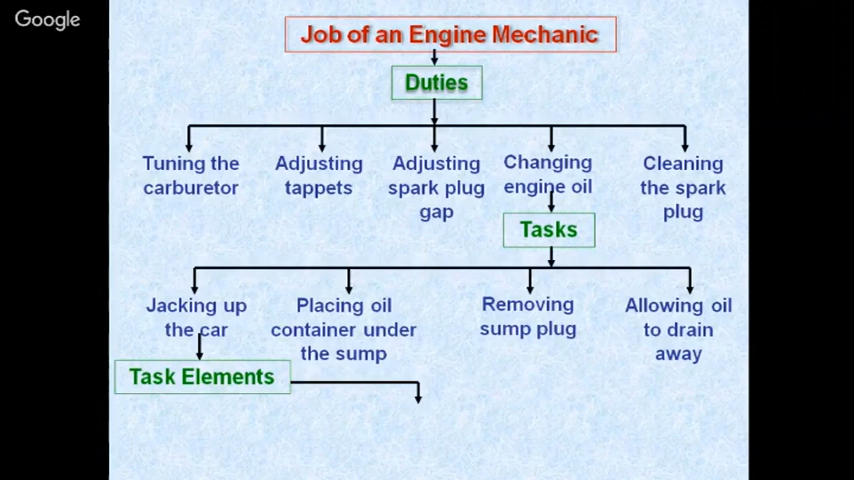 Google
Job of an Engine Mechanic
Duties
Tuning the
carburetor
Adjusting
tappets
Adjusting
spark plug
gap
Changing
engine oil
Cleaning
the spark
plug
Tasks
Jacking up
the car
Placing oil
container under
the sump
Removing
sump plug
Allowing oil
to drain
away
Task Elements